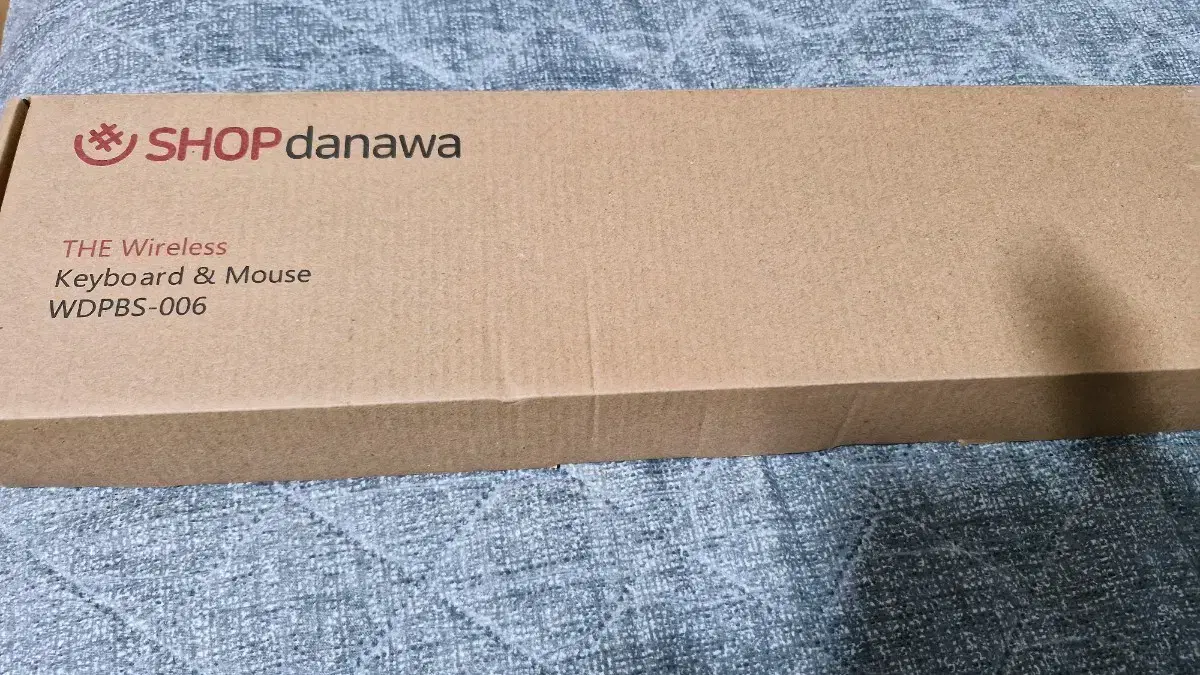 SHOPdanawa
THE Wireless
Keyboard & Mouse
WDPBS-006